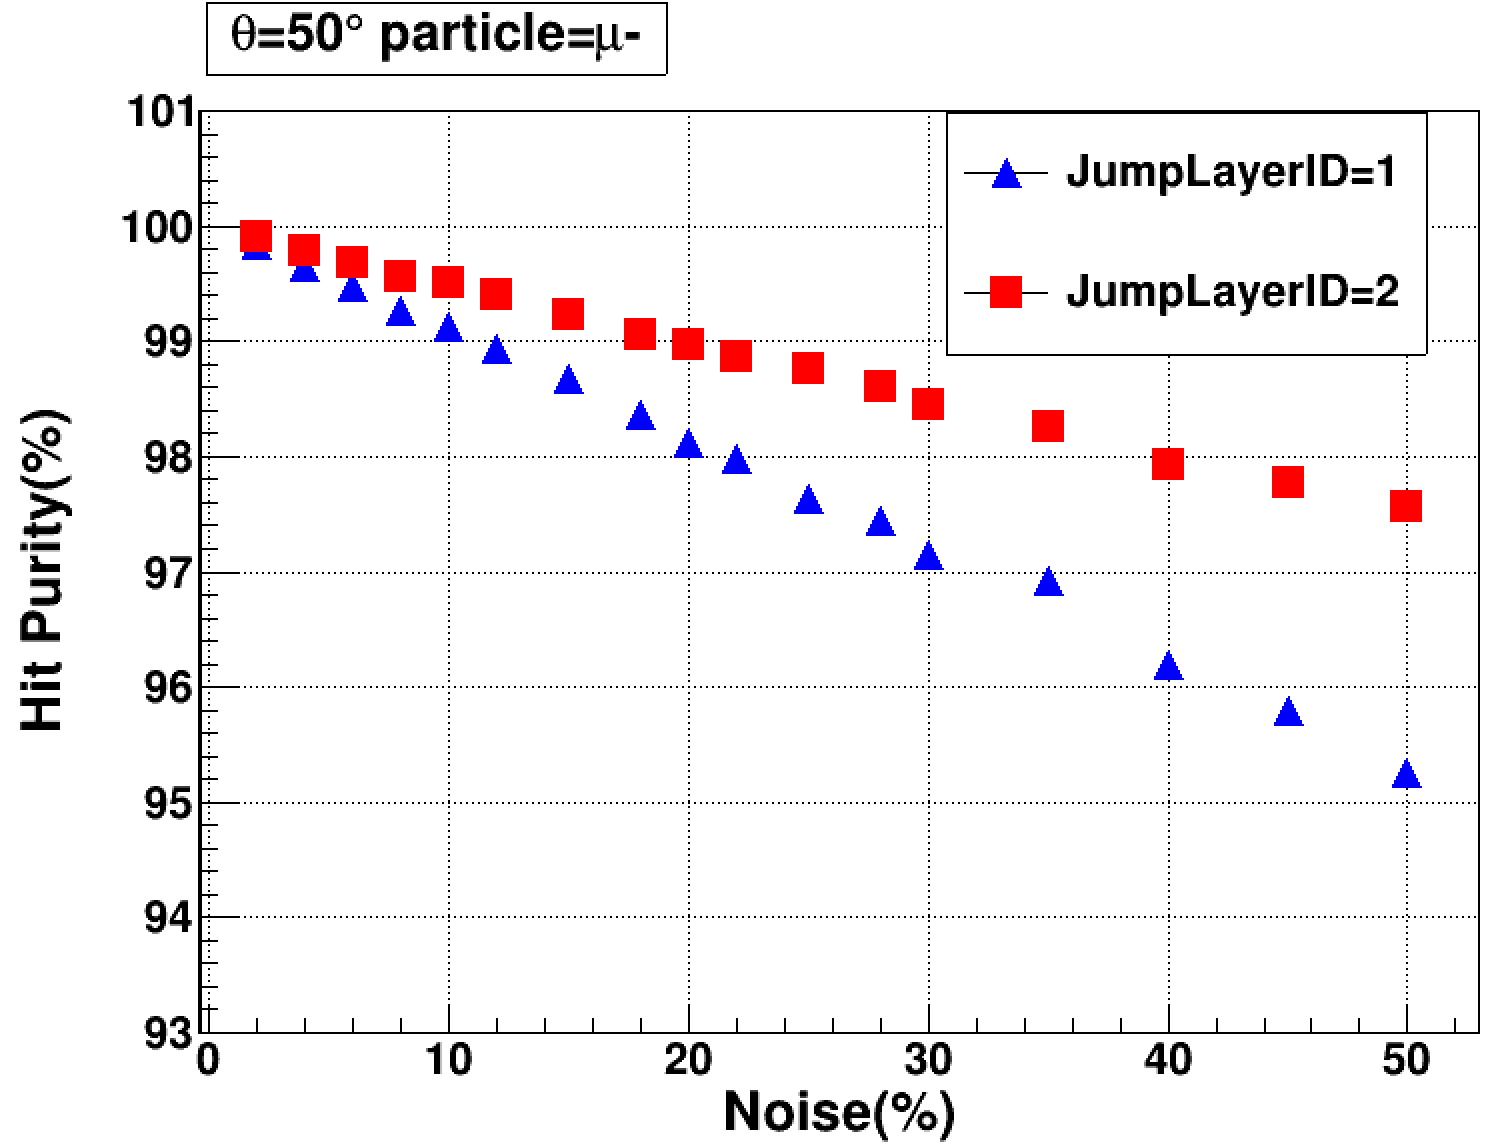 θ=50° particle=μ-
101
100
99
98
97
96
95
94
93
Hit Purity(%)
JumpLayerID=1
JumpLayerID=2
0 10 20 30 40 50
Noise(%)